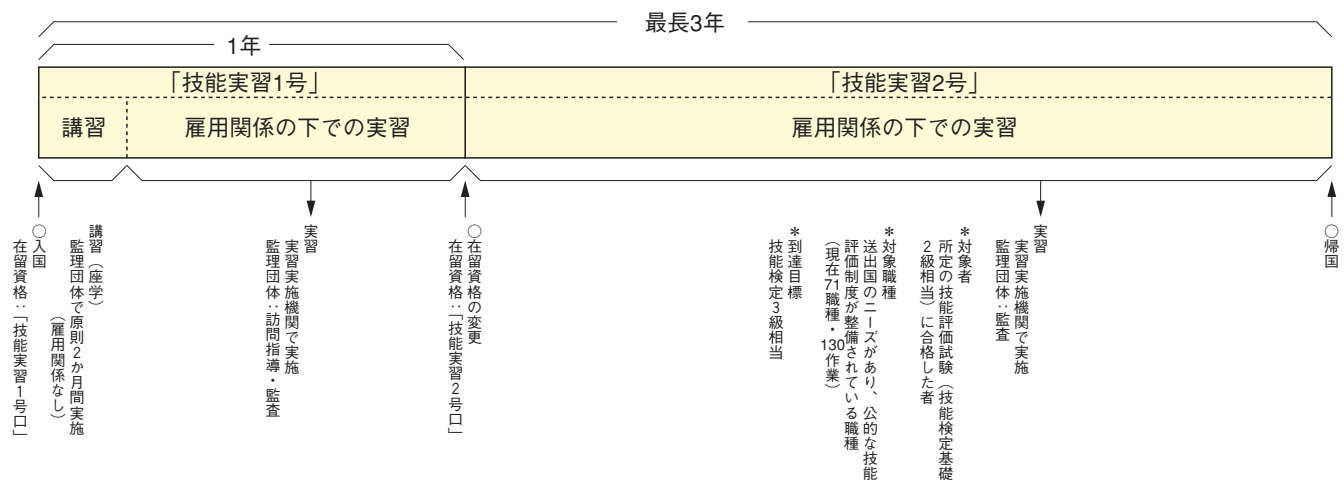 最長3年
1年
「技能実習1号」
「技能実習2号」
講習
雇用関係の下での実習
雇用関係の下での実習
○入国
在留資格：「技能実習1号ロ」
講習（座学）
監理団体で原則2か月間実施
（雇用関係なし）
実習
実習実施機関で実施
監理団体：訪問指導・監査
○在留資格の変更
在留資格：「技能実習2号ロ」
実習
実習実施機関で実施
監理団体：監査
＊対象者
所定の技能評価試験（技能検定基礎
2級相当）に合格した者
＊対象職種
送出国のニーズがあり、公的な技能
評価制度が整備されている職種
（現在71職種・130作業）
＊到達目標
技能検定3級相当
○帰国